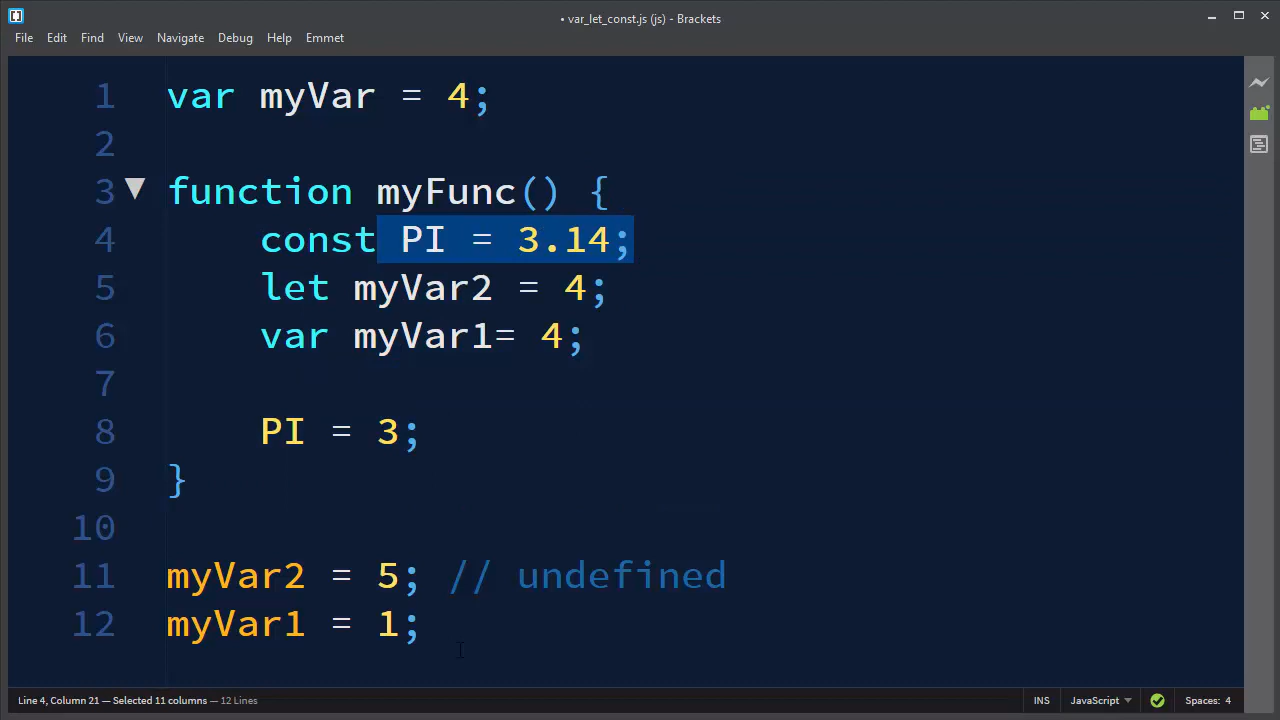 • var_let_const.js (js) - Brackets
File Edit Find View Navigate Debug Help Emmet
1 var myVar = 4;
2
3 function myFunc() {
4 const PI = 3.14;
5 let myVar2 = 4;
6 var myVar1= 4;
7
8 PI = 3;
9 }
10
11 myVar2 = 5; // undefined
12 myVar1 = 1;
Line 4, Column 21 — Selected 11 columns — 12 Lines INS JavaScript Spaces: 4